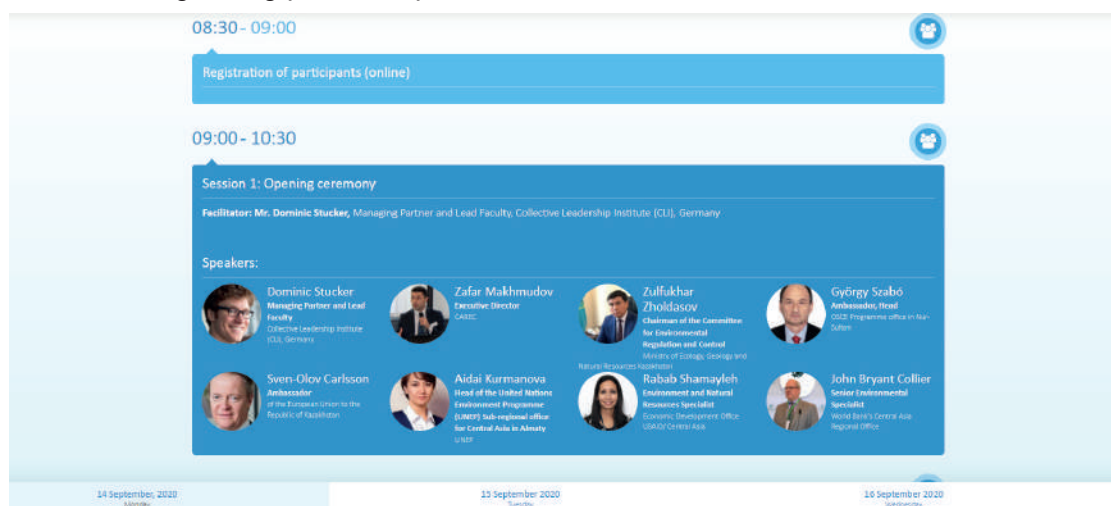 08:30 - 09:00
Registration of participants (online)
09:00 - 10:30
Session 1: Opening ceremony
Facilitator: Mr. Dominic Stucker, Managing Partner and Lead Faculty, Collective Leadership Institute (CLI), Germany
Speakers:
Dominic Stucker
Managing Partner and Lead
Faculty
Collective Leadership Institute
(CLI), Germany
Zafar Makhmudov
Executive Director
CAREC
Zulfukhar
Zholdasov
Chairman of the Committee
for Environmental
Regulation and Control
Ministry of Ecology, Geology and
Natural Resources Kazakhstan
György Szabó
Ambassador, Head
OSCE Programme office in Nur-
Sultan
Sven-Olov Carlsson
Ambassador
of the European Union to the
Republic of Kazakhstan
Aidai Kurmanova
Head of the United Nations
Environment Programme
(UNEP) Sub-regional office
for Central Asia in Almaty
UNEP
Rabab Shamayleh
Environment and Natural
Resources Specialist
Economic Development Office
USAID/ Central Asia
John Bryant Collier
Senior Environmental
Specialist
World Bank's Central Asia
Regional Office
14 September, 2020
Monday
15 September 2020
Tuesday
16 September 2020
Wednesday